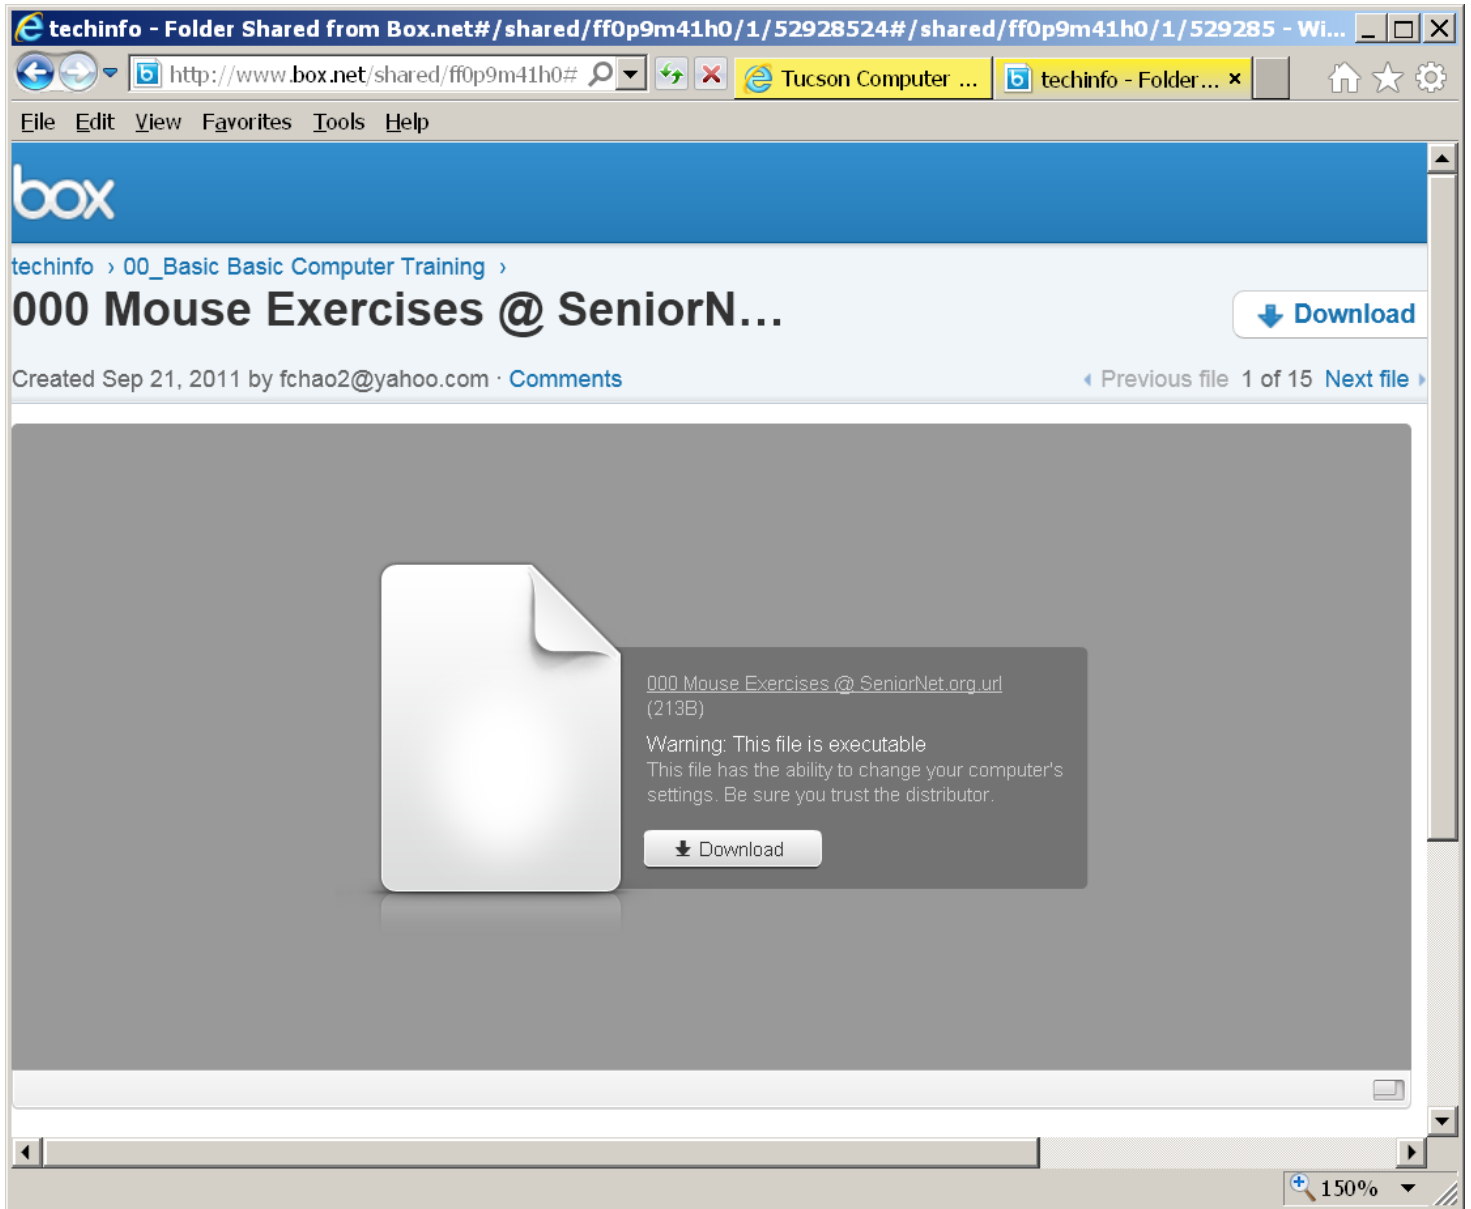 techinfo - Folder Shared from Box.net#/shared/ff0p9m41h0/1/52928524#/shared/ff0p9m41h0/1/529285 - Wi...
http://www.box.net/shared/ff0p9m41h0#
Tucson Computer ...
techinfo - Folder... ×
File Edit View Favorites Tools Help
box
techinfo › 00_Basic Basic Computer Training ›
000 Mouse Exercises @ SeniorN...
Download
Created Sep 21, 2011 by fchao2@yahoo.com · Comments
Previous file 1 of 15 Next file
000 Mouse Exercises @ SeniorNet.org.url
(213B)
Warning: This file is executable
This file has the ability to change your computer's
settings. Be sure you trust the distributor.
Download
150%